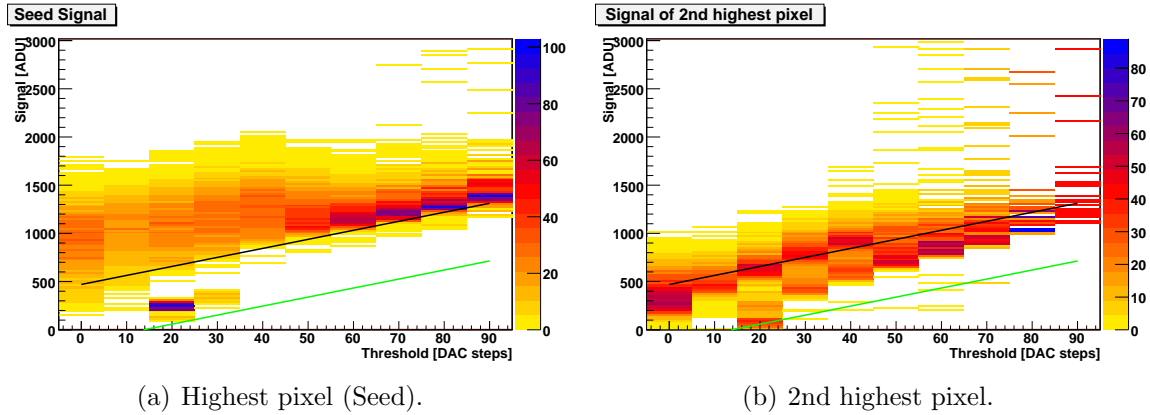 Seed Signal
Signal [ADU]
3000
2500
2000
1500
1000
500
0
0 10 20 30 40 50 60 70 80 90
Threshold [DAC steps]
100
80
60
40
20
0
(a) Highest pixel (Seed).
Signal of 2nd highest pixel
Signal [ADU]
3000
2500
2000
1500
1000
500
0
0 10 20 30 40 50 60 70 80 90
Threshold [DAC steps]
80
70
60
50
40
30
20
10
0
(b) 2nd highest pixel.